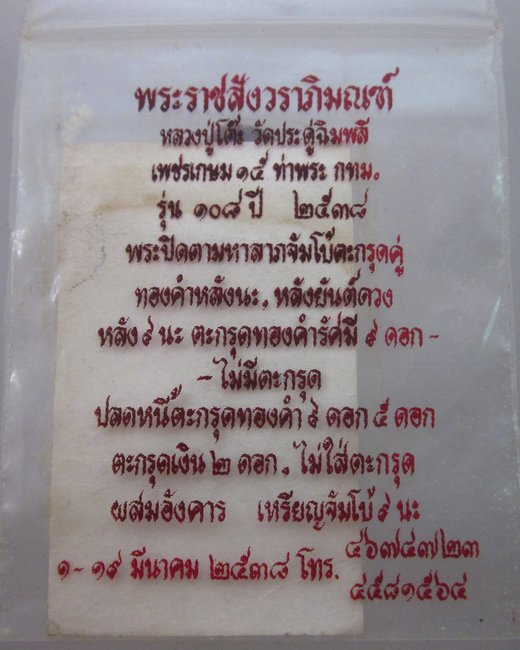 พระราชสังวราภิมณฑ์
หลวงปู่โต๊ะ วัดประดู่ฉิมพลี
เพชรเกษม ๑๕ ท่าพระ กทม.
รุ่น ๑๐๘ ปี ๒๕๓๘
พระปิดตามหาลาภจัมโบ้ตะกรุดคู่
ทองคำหลังนะ, หลังยันต์ดวง
หลัง ๙ นะ ตะกรุดทองคำรัศมี ๙ ดอก -
- ไม่มีตะกรุด
ปลดหนี้ตะกรุดทองคำ ๙ ดอก ๕ ดอก
ตะกรุดเงิน ๒ ดอก, ไม่ใส่ตะกรุด
ผสมอังคาร เหรียญจัมโบ้ ๙ นะ
๑ - ๑๙ มีนาคม ๒๕๓๘ โทร. ๔๖๗๔๗๒๓
๔๕๘๑๕๖๔